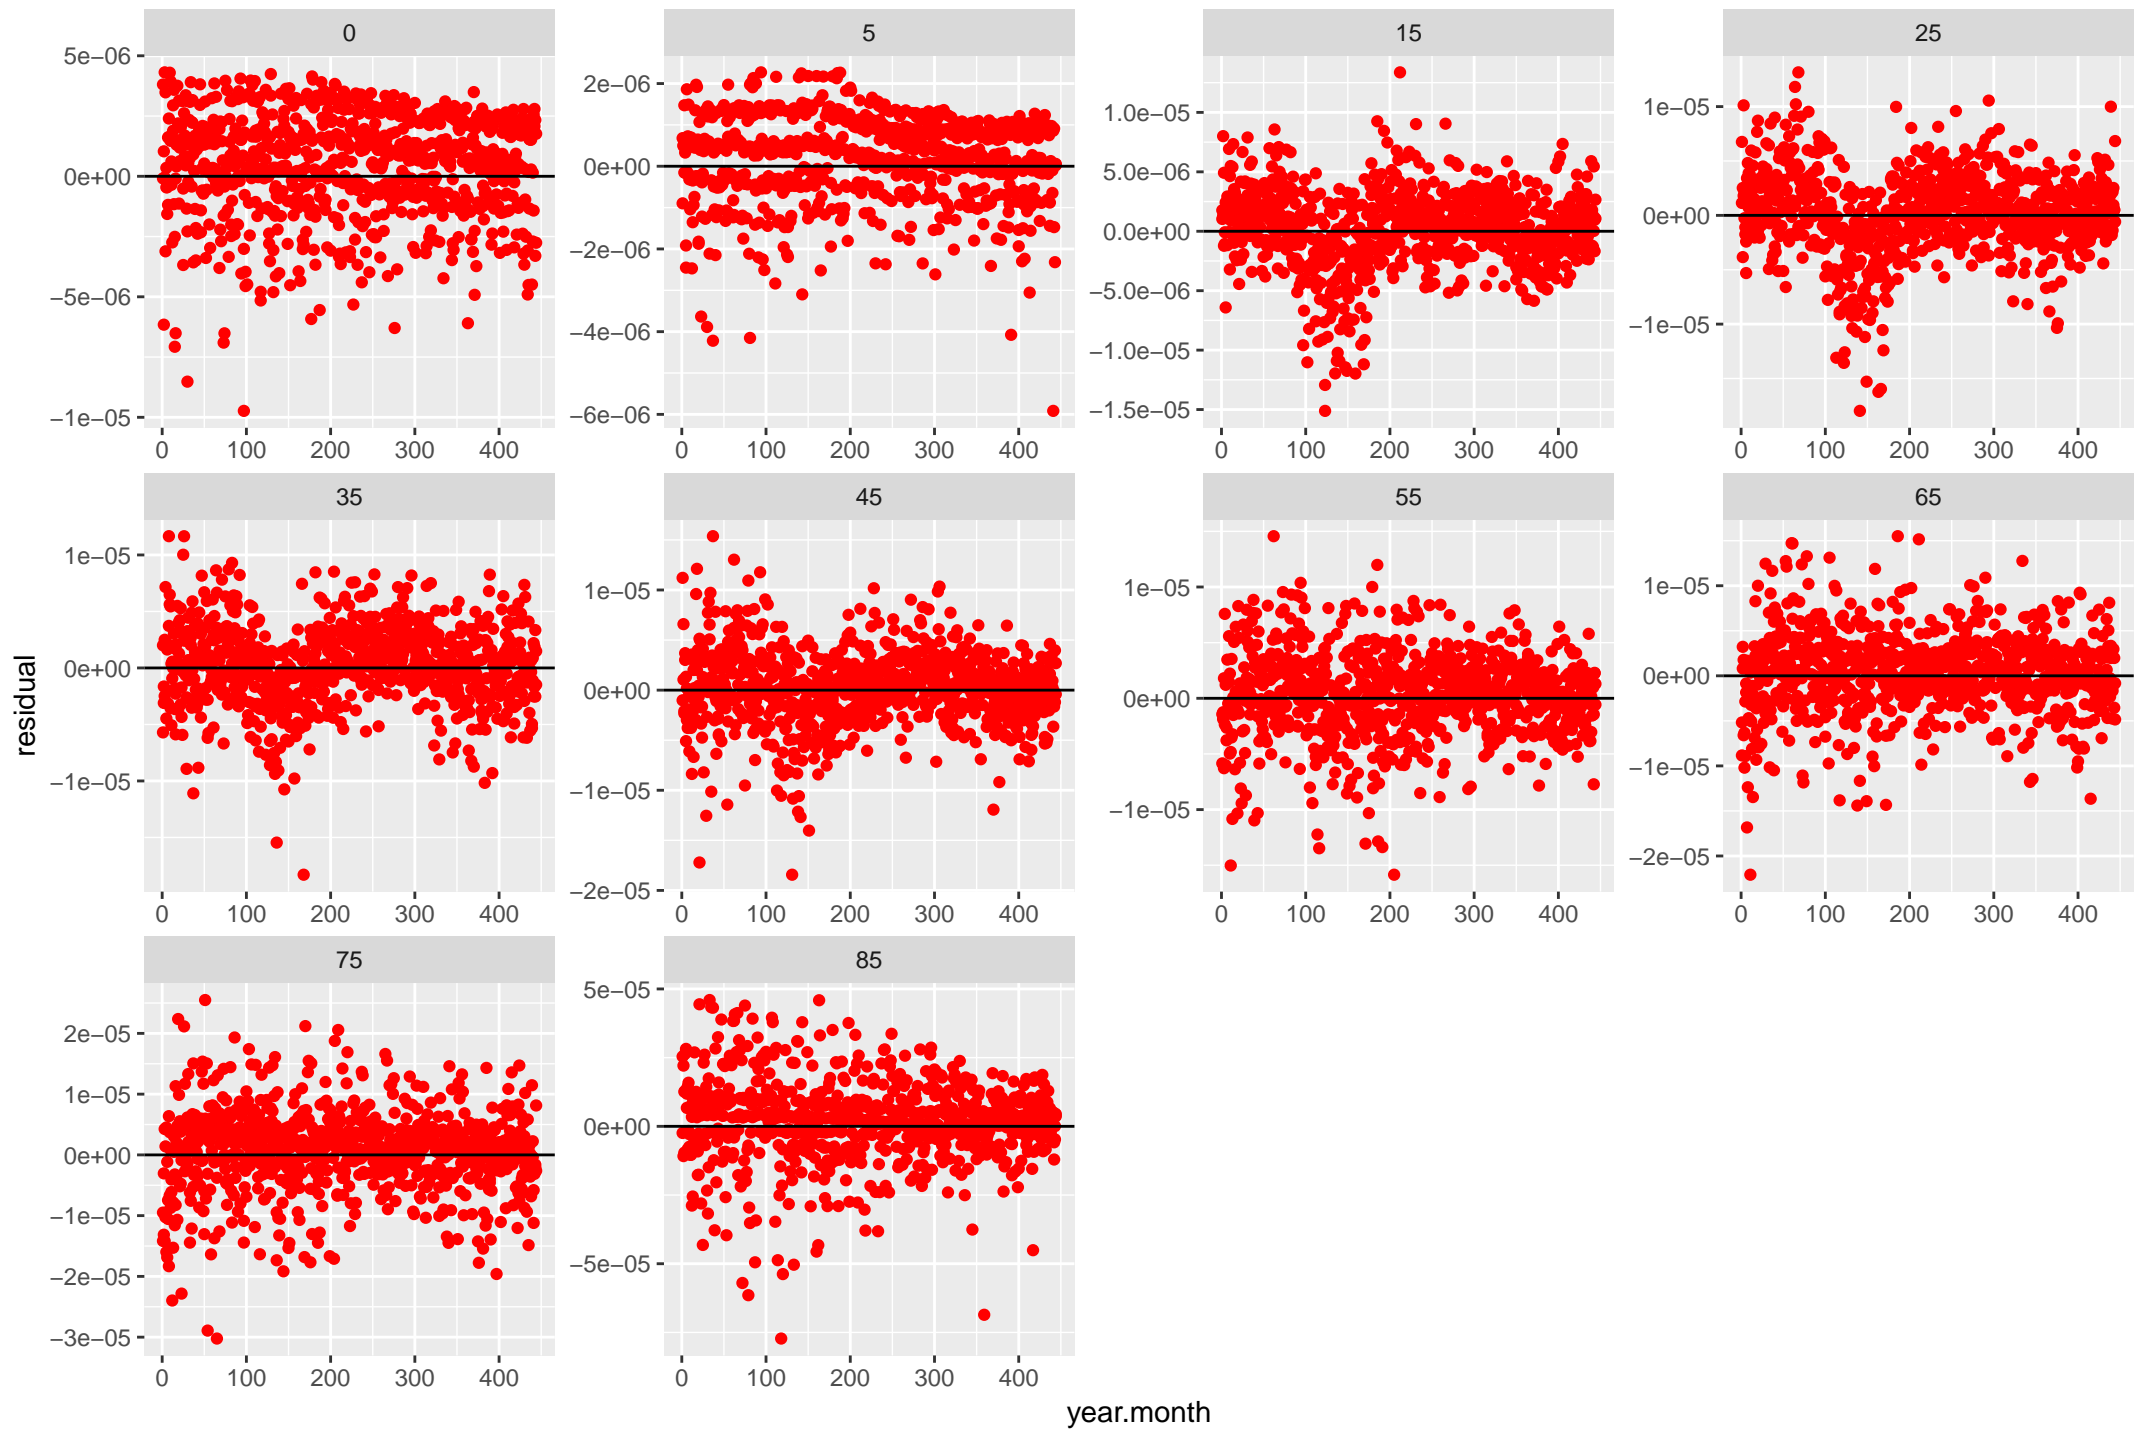 0 5 15 25
5e−06
0e+00
−5e−06
−1e−05
2e−06
0e+00
−2e−06
−4e−06
−6e−06
1.0e−05
5.0e−06
0.0e+00
−5.0e−06
−1.0e−05
−1.5e−05
1e−05
0e+00
−1e−05
0 100 200 300 400 0 100 200 300 400 0 100 200 300 400 0 100 200 300 400
35 45 55 65
1e−05
0e+00
−1e−05
1e−05
0e+00
−1e−05
−2e−05
1e−05
0e+00
−1e−05
1e−05
0e+00
−1e−05
−2e−05
0 100 200 300 400 0 100 200 300 400 0 100 200 300 400 0 100 200 300 400
residual
75 85
2e−05
1e−05
0e+00
−1e−05
−2e−05
−3e−05
5e−05
0e+00
−5e−05
0 100 200 300 400 0 100 200 300 400
year.month